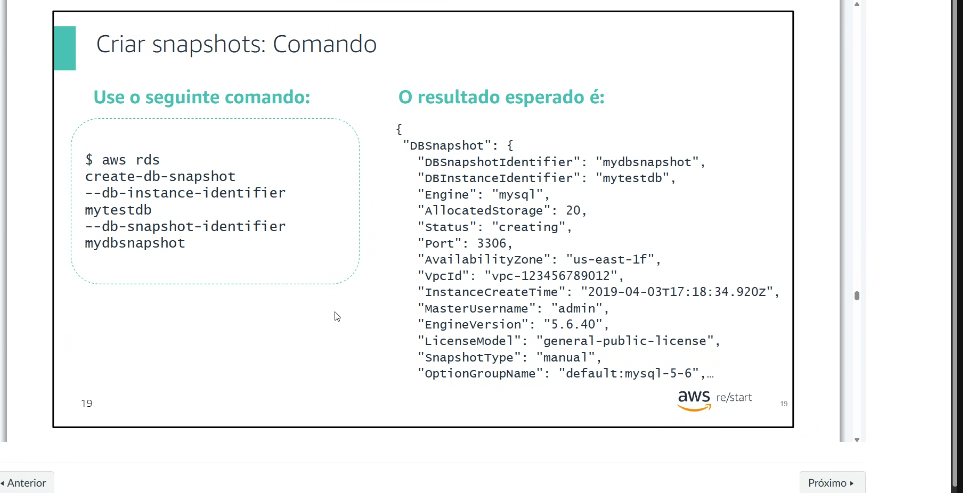 Criar snapshots: Comando
Use o seguinte comando:
$ aws rds
create-db-snapshot
--db-instance-identifier
mytestdb
--db-snapshot-identifier
mydbsnapshot
O resultado esperado é:
{
"DBSnapshot": {
"DBSnapshotIdentifier": "mydbsnapshot",
"DBInstanceIdentifier": "mytestdb",
"Engine": "mysql",
"AllocatedStorage": 20,
"Status": "creating",
"Port": 3306,
"AvailabilityZone": "us-east-1f",
"VpcId": "vpc-123456789012",
"InstanceCreateTime": "2019-04-03T17:18:34.920Z",
"MasterUsername": "admin",
"EngineVersion": "5.6.40",
"LicenseModel": "general-public-license",
"SnapshotType": "manual",
"OptionGroupName": "default:mysql-5-6",…
19
aws re/start
19
Anterior
Próximo